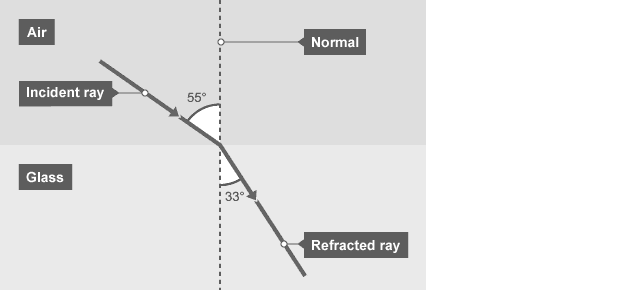 Air
Normal
Incident ray
55°
Glass
33°
Refracted ray